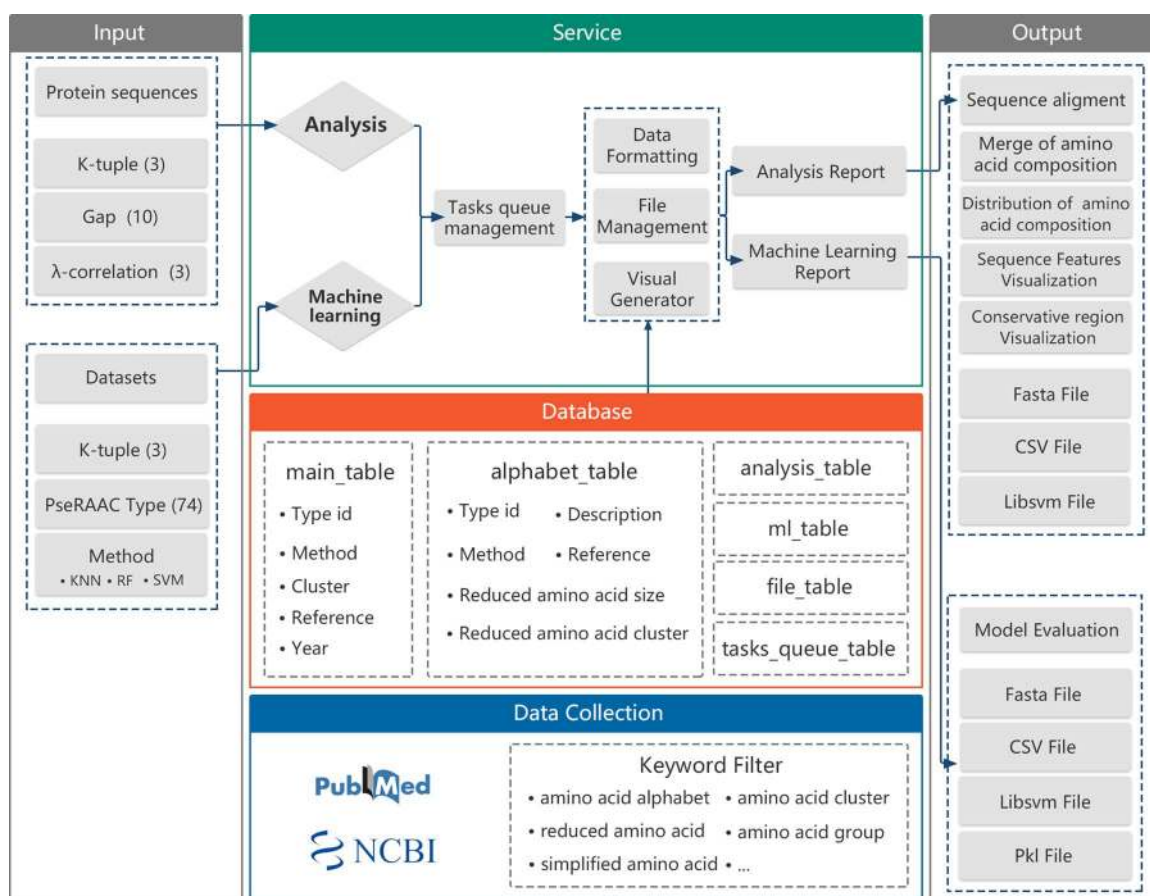 Input
Protein sequences
K-tuple (3)
Gap (10)
λ-correlation (3)
Datasets
K-tuple (3)
PseRAAC Type (74)
Method
• KNN • RF • SVM
Service
Analysis
Machine
learning
Tasks queue
management
Data
Formatting
File
Management
Visual
Generator
Analysis Report
Machine Learning
Report
Database
main_table
• Type id
• Method
• Cluster
• Reference
• Year
alphabet_table
• Type id
• Description
• Method
• Reference
• Reduced amino acid size
• Reduced amino acid cluster
analysis_table
ml_table
file_table
tasks_queue_table
Data Collection
PubMed
NCBI
Keyword Filter
• amino acid alphabet
• amino acid cluster
• reduced amino acid
• amino acid group
• simplified amino acid
• ...
Output
Sequence aligment
Merge of amino
acid composition
Distribution of amino
acid composition
Sequence Features
Visualization
Conservative region
Visualization
Fasta File
CSV File
Libsvm File
Model Evaluation
Fasta File
CSV File
Libsvm File
Pkl File